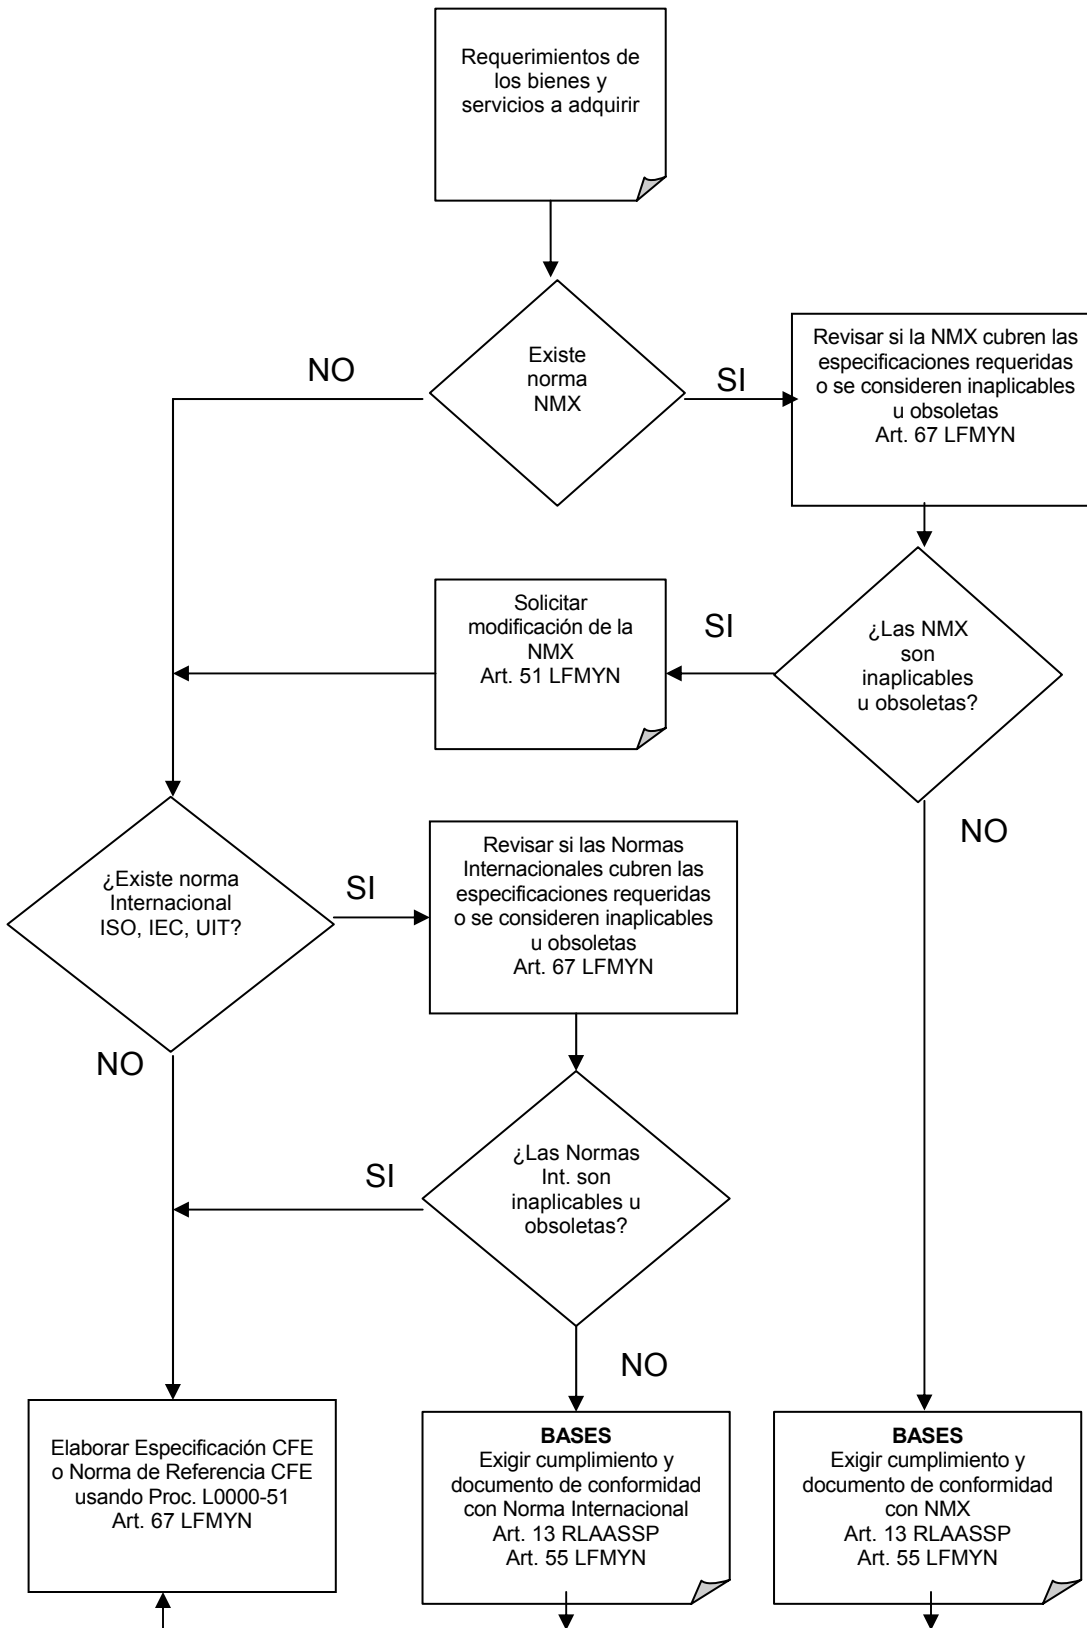 Requerimientos de
los bienes y
servicios a adquirir
Existe
norma
NMX
NO
SI
Revisar si la NMX cubren las
especificaciones requeridas
o se consideren inaplicables
u obsoletas
Art. 67 LFMYN
Solicitar
modificación de la
NMX
Art. 51 LFMYN
SI
¿Las NMX
son
inaplicables
u obsoletas?
NO
¿Existe norma
Internacional
ISO, IEC, UIT?
SI
Revisar si las Normas
Internacionales cubren las
especificaciones requeridas
o se consideren inaplicables
u obsoletas
Art. 67 LFMYN
NO
SI
¿Las Normas
Int. son
inaplicables u
obsoletas?
NO
Elaborar Especificación CFE
o Norma de Referencia CFE
usando Proc. L0000-51
Art. 67 LFMYN
BASES
Exigir cumplimiento y
documento de conformidad
con Norma Internacional
Art. 13 RLAASSP
Art. 55 LFMYN
BASES
Exigir cumplimiento y
documento de conformidad
con NMX
Art. 13 RLAASSP
Art. 55 LFMYN